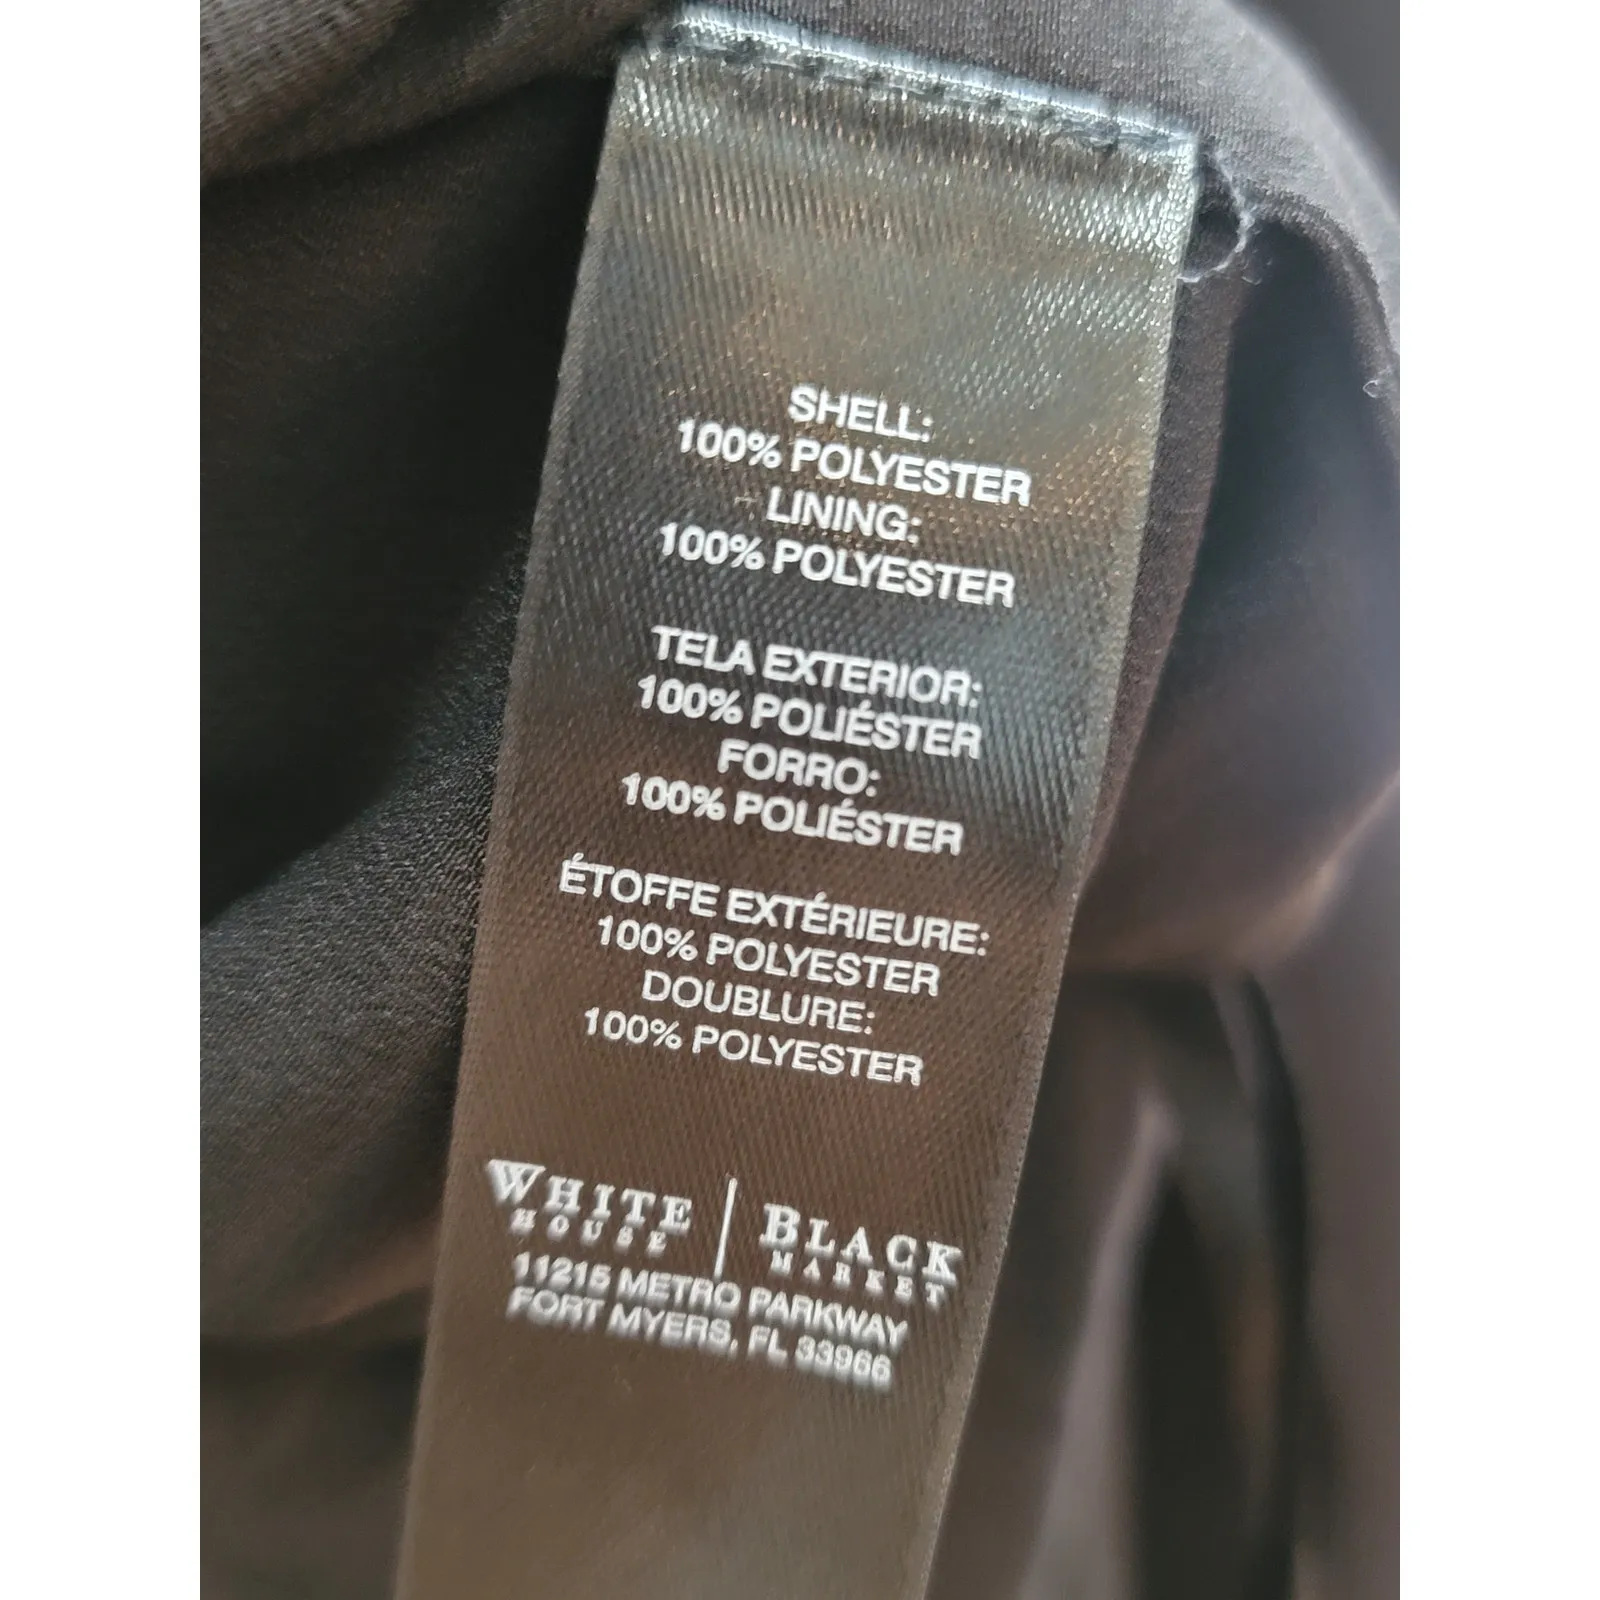 SHELL:
100% POLYESTER
LINING:
100% POLYESTER
TELA EXTERIOR:
100% POLIÉSTER
FORRO:
100% POLIÉSTER
ÉTOFFE EXTÉRIEURE:
100% POLYESTER
DOUBLURE:
100% POLYESTER
WHITE HOUSE | BLACK MARKET
11215 METRO PARKWAY
FORT MYERS, FL 33966